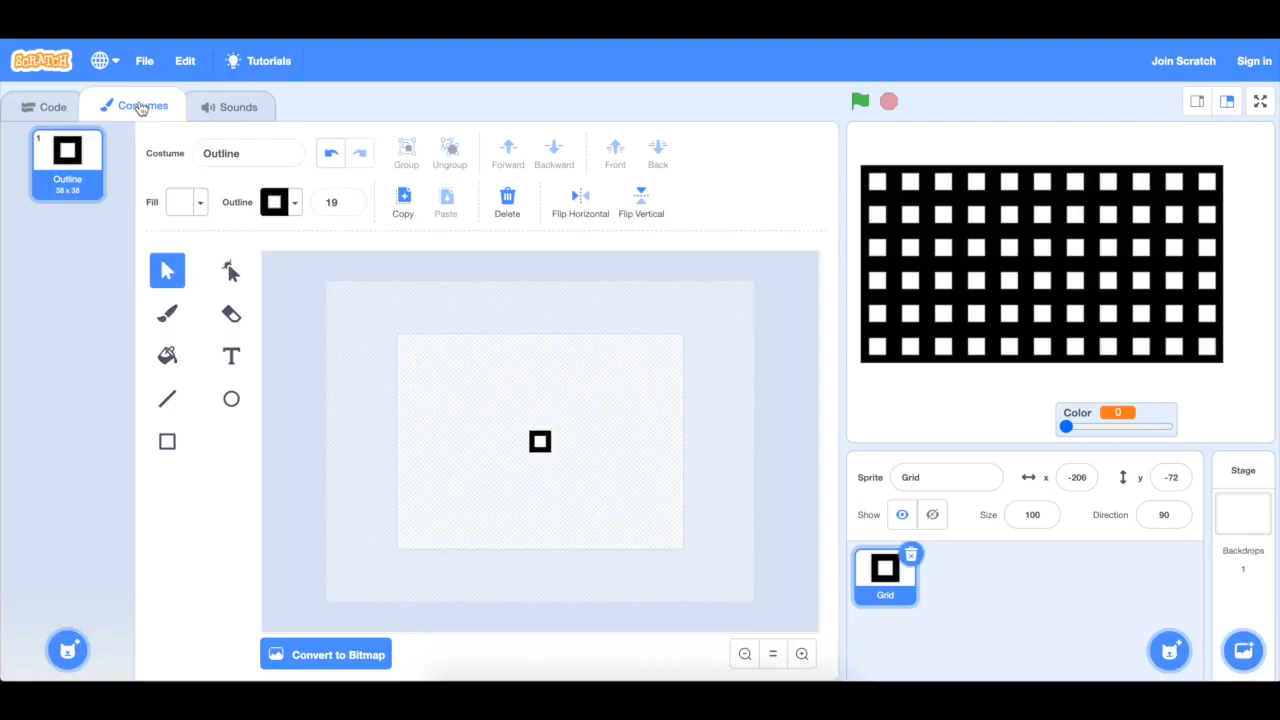 SCRATCH File Edit Tutorials Join Scratch Sign in
Code Costumes Sounds
1
Outline
38 x 38
Costume Outline Group Ungroup Forward Backward Front Back
Fill Outline 19 Copy Paste Delete Flip Horizontal Flip Vertical
T
Convert to Bitmap
Color 0
Sprite Grid x -206 y -72
Show Size 100 Direction 90
Grid
Stage
Backdrops
1